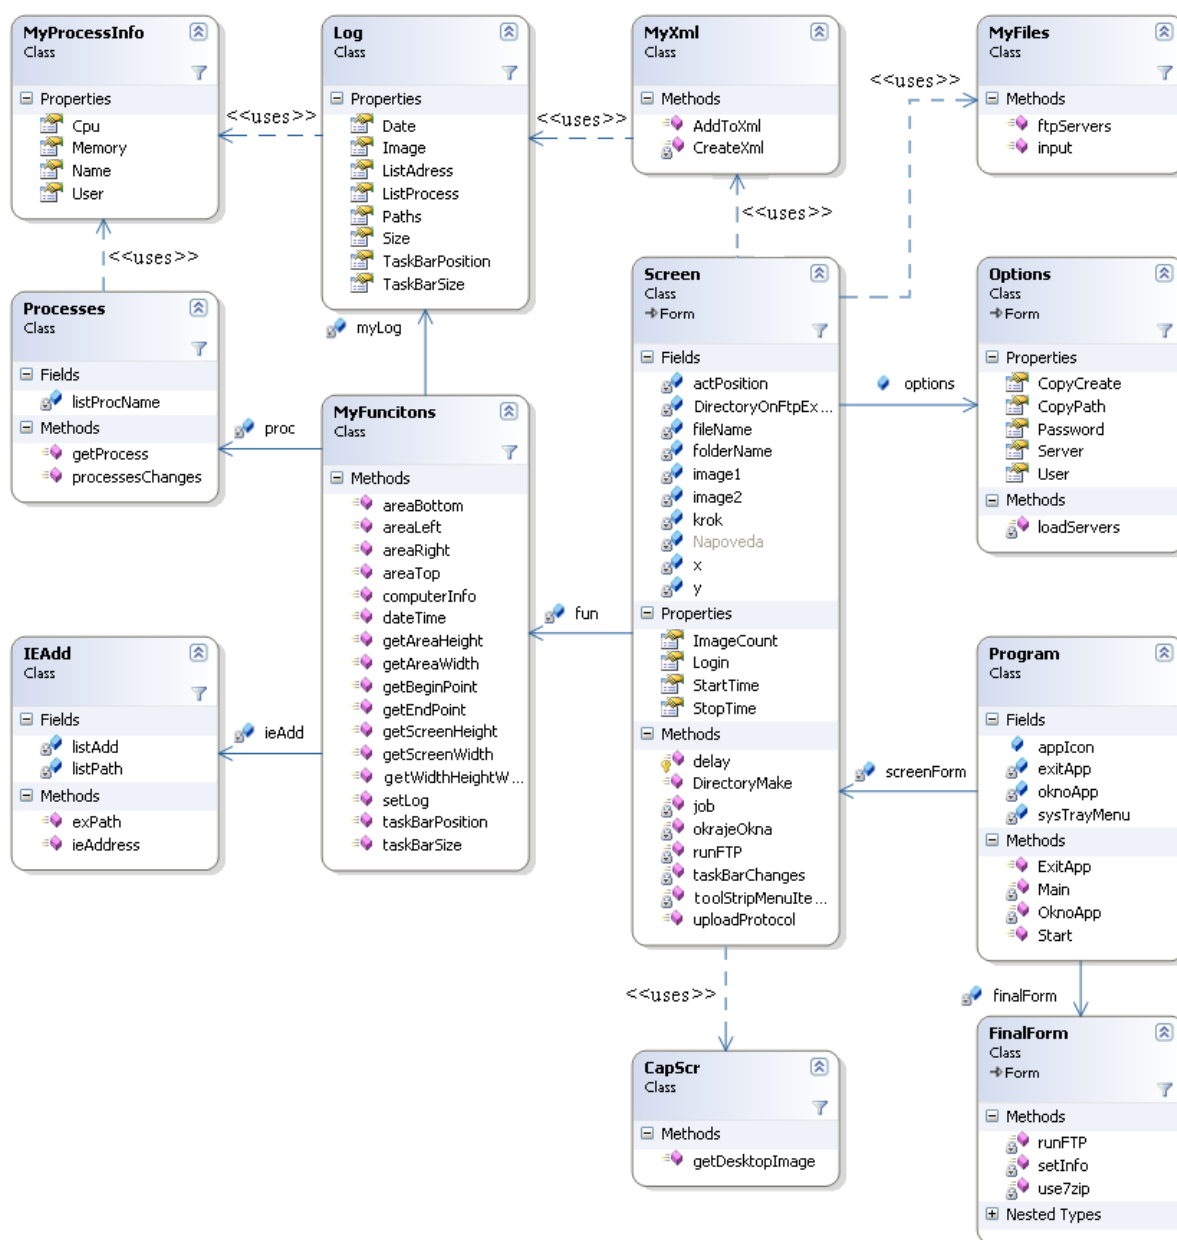 MyProcessInfo
Class
Properties
Cpu
Memory
Name
User
<<uses>>
Log
Class
Properties
Date
Image
ListAdress
ListProcess
Paths
Size
TaskBarPosition
TaskBarSize
<<uses>>
MyXml
Class
Methods
AddToXml
CreateXml
<<uses>>
MyFiles
Class
Methods
ftpServers
input
<<uses>>
<<uses>>
Processes
Class
Fields
listProcName
Methods
getProcess
processesChanges
myLog
proc
MyFuncitons
Class
Methods
areaBottom
areaLeft
areaRight
areaTop
computerInfo
dateTime
getAreaHeight
getAreaWidth
getBeginPoint
getEndPoint
getScreenHeight
getScreenWidth
getWidthHeightW...
setLog
taskBarPosition
taskBarSize
fun
Screen
Class
Form
Fields
actPosition
DirectoryOnFtpEx...
fileName
folderName
image1
image2
krok
Napoveda
x
y
Properties
ImageCount
Login
StartTime
StopTime
Methods
delay
DirectoryMake
job
okrajeOkna
runFTP
taskBarChanges
toolStripMenuIte...
uploadProtocol
options
Options
Class
Form
Properties
CopyCreate
CopyPath
Password
Server
User
Methods
loadServers
IEAdd
Class
Fields
listAdd
listPath
Methods
exPath
ieAddress
ieAdd
screenForm
Program
Class
Fields
appIcon
exitApp
oknoApp
sysTrayMenu
Methods
ExitApp
Main
OknoApp
Start
<<uses>>
finalForm
CapScr
Class
Methods
getDesktopImage
FinalForm
Class
Form
Methods
runFTP
setInfo
use7zip
Nested Types